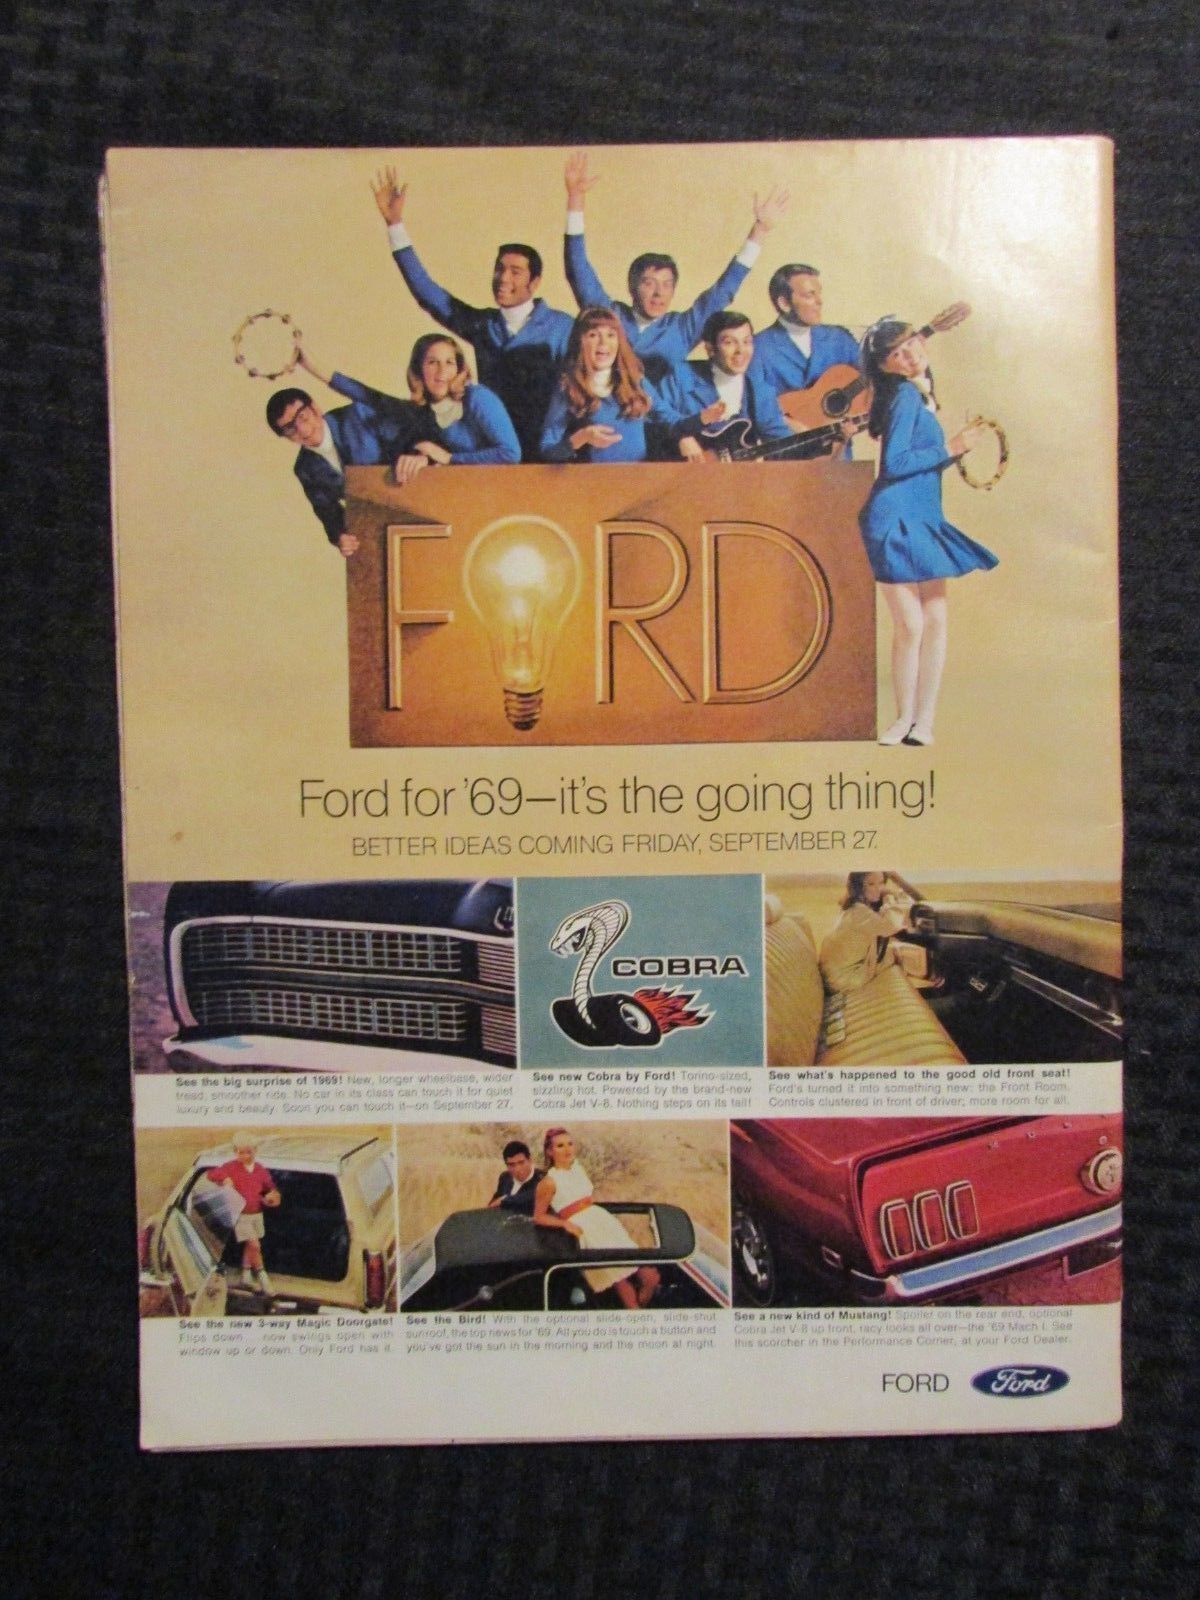 FORD
Ford for '69—it's the going thing!
BETTER IDEAS COMING FRIDAY, SEPTEMBER 27.
COBRA
See the big surprise of 1969! New, longer wheelbase, wider
tread, smoother ride. No car in its class can touch it for quiet
luxury and beauty. Soon you can touch it—on September 27.
See new Cobra by Ford! Torino-sized,
sizzling hot. Powered by the brand-new
Cobra Jet V-8. Nothing steps on its tail!
See what's happened to the good old front seat!
Ford's turned it into something new: the Front Room.
Controls clustered in front of driver; more room for all.
See the new 3-way Magic Doorgate!
Flips down... now swings open with
window up or down. Only Ford has it.
See the Bird! With the optional slide-open, slide-shut
sunroof, the top news for '69. All you do is touch a button and
you've got the sun in the morning and the moon at night.
See a new kind of Mustang! Spoiler on the rear end, optional
Cobra Jet V-8 up front, racy looks all over—the '69 Mach I. See
this scorcher in the Performance Corner, at your Ford Dealer.
FORD Ford